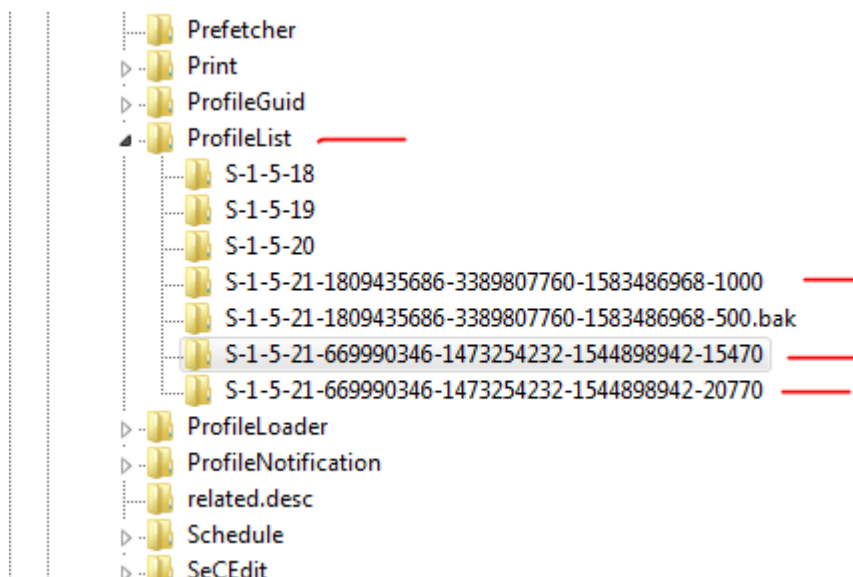 Prefetcher
Print
ProfileGuid
ProfileList
S-1-5-18
S-1-5-19
S-1-5-20
S-1-5-21-1809435686-3389807760-1583486968-1000
S-1-5-21-1809435686-3389807760-1583486968-500.bak
S-1-5-21-669990346-1473254232-1544898942-15470
S-1-5-21-669990346-1473254232-1544898942-20770
ProfileLoader
ProfileNotification
related.desc
Schedule
SeCEdit